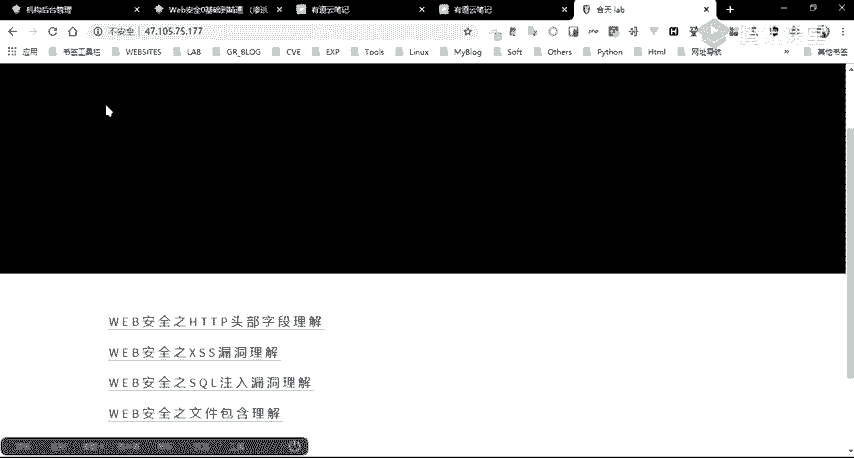 机构后台管理
Web安全0基础到精通（渗透
有道云笔记
有道云笔记
合天 lab
不安全 | 47.105.75.177
应用
书签工具栏
WEBSITES
LAB
GR_BLOG
CVE
EXP
Tools
Linux
MyBlog
Soft
Others
Python
Html
网址导航
»
其他书签
WEB安全之HTTP头部字段理解
WEB安全之XSS漏洞理解
WEB安全之SQL注入漏洞理解
WEB安全之文件包含理解